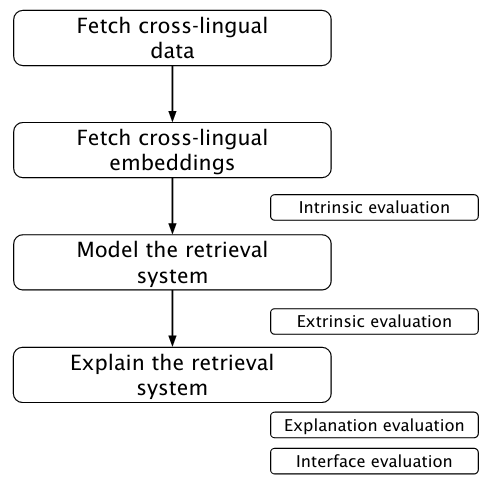 Fetch cross-lingual
data
Fetch cross-lingual
embeddings
Intrinsic evaluation
Model the retrieval
system
Extrinsic evaluation
Explain the retrieval
system
Explanation evaluation
Interface evaluation